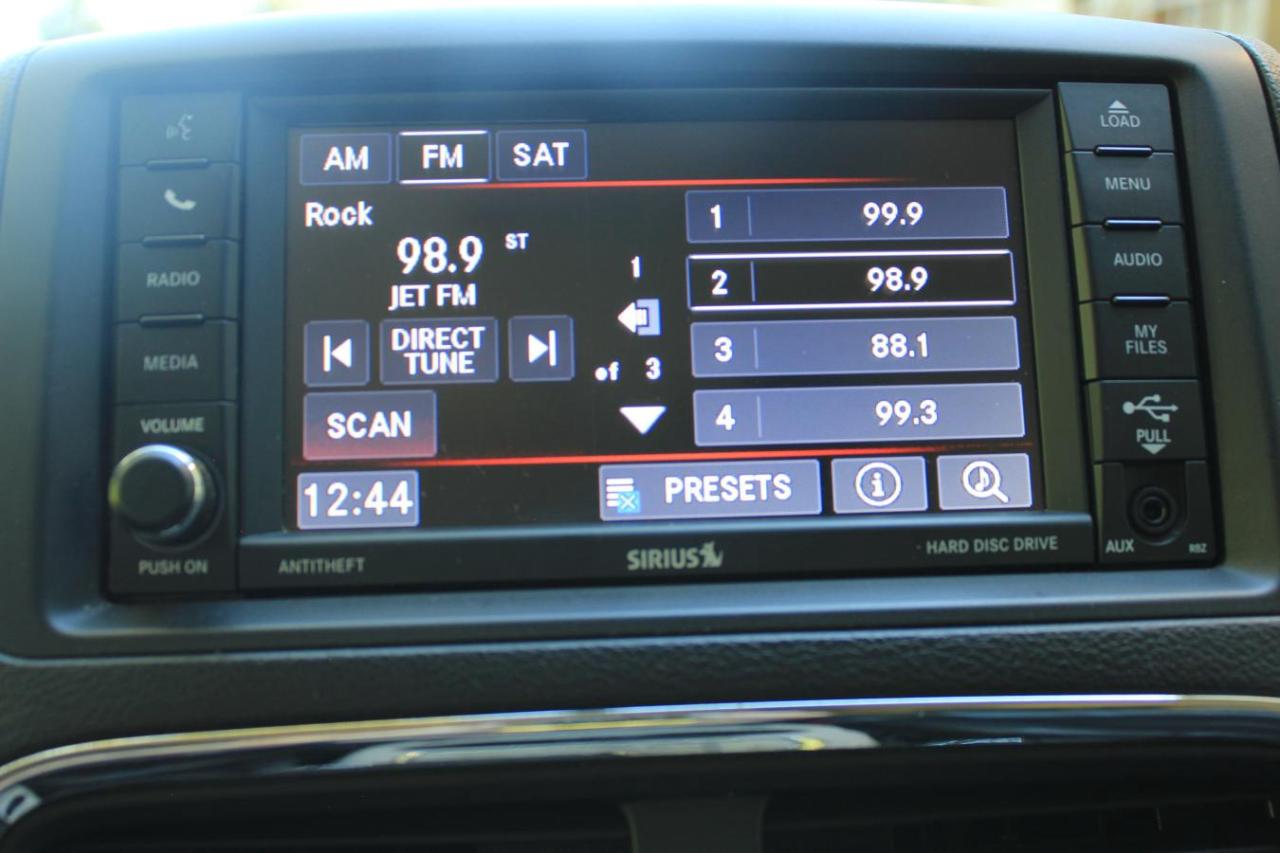 AM FM SAT
Rock
98.9 ST
JET FM
DIRECT
TUNE
SCAN
12:44
1
of 3
1 99.9
2 98.9
3 88.1
4 99.3
PRESETS
i
RADIO
MEDIA
VOLUME
PUSH ON
LOAD
MENU
AUDIO
MY
FILES
PULL
AUX
RBZ
ANTITHEFT
SIRIUS
HARD DISC DRIVE